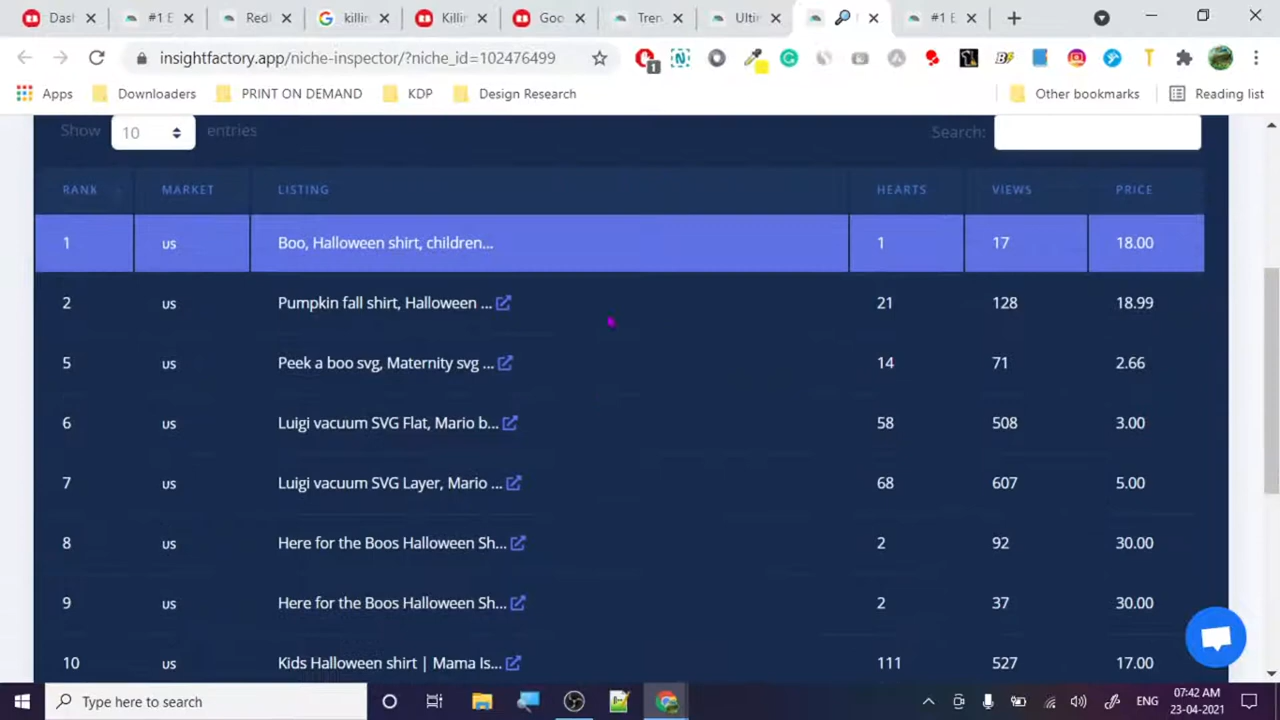 Dash
#1 E
Redl
killin
Killin
Goo
Tren
Ultir
#1 E
insightfactory.app/niche-inspector/?niche_id=102476499
1
Apps
Downloaders
PRINT ON DEMAND
KDP
Design Research
Other bookmarks
Reading list
Show 10 entries
Search:
RANK MARKET LISTING HEARTS VIEWS PRICE
1 us Boo, Halloween shirt, children... 1 17 18.00
2 us Pumpkin fall shirt, Halloween ... 21 128 18.99
5 us Peek a boo svg, Maternity svg ... 14 71 2.66
6 us Luigi vacuum SVG Flat, Mario b... 58 508 3.00
7 us Luigi vacuum SVG Layer, Mario ... 68 607 5.00
8 us Here for the Boos Halloween Sh... 2 92 30.00
9 us Here for the Boos Halloween Sh... 2 37 30.00
10 us Kids Halloween shirt | Mama Is... 111 527 17.00
Type here to search
ENG
07:42 AM
23-04-2021